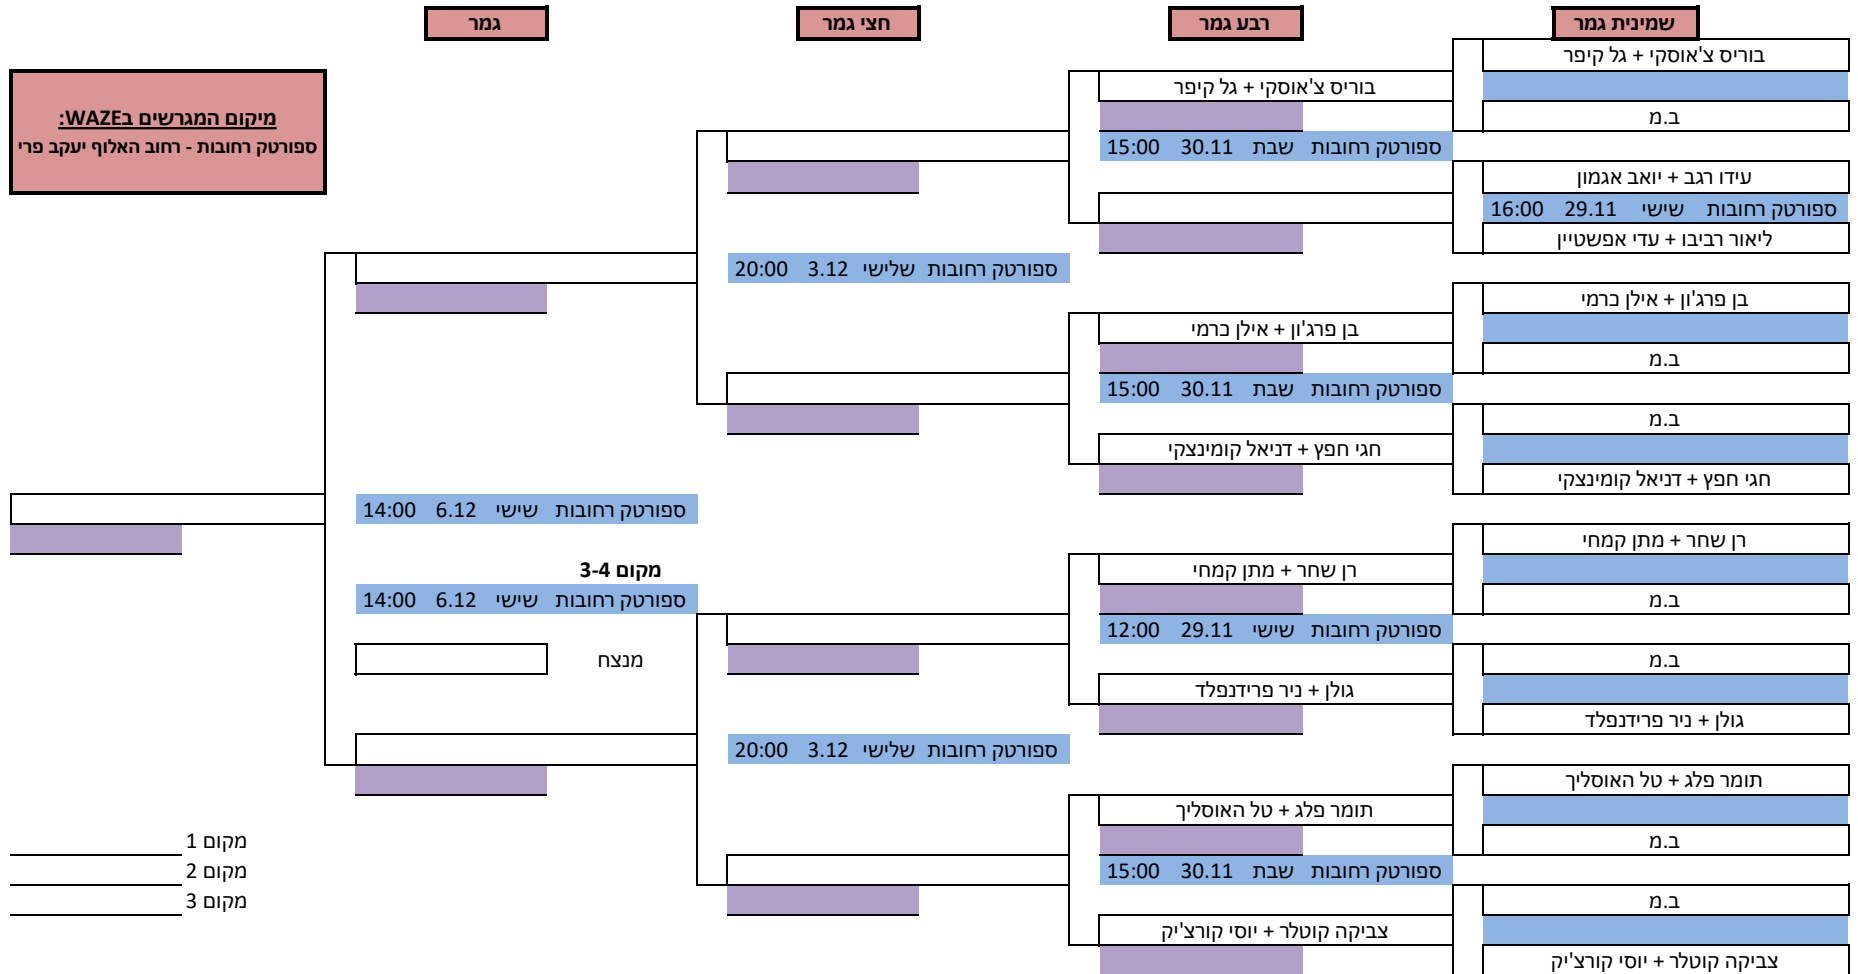 שמינית גמר
רבע גמר
חצי גמר
גמר
בוריס צ'אוסקי + גל קיפר
ב.מ
עידו רגב + יואב אגמון
ספורטק רחובות שישי 29.11 16:00
ליאור רביבו + עדי אפשטיין
בן פרג'ון + אילן כרמי
ב.מ
ב.מ
חגי חפץ + דניאל קומינצקי
רן שחר + מתן קמחי
ב.מ
ב.מ
גולן + ניר פרידנפלד
תומר פלג + טל האוסליך
ב.מ
ב.מ
צביקה קוטלר + יוסי קורצ'יק
בוריס צ'אוסקי + גל קיפר
ספורטק רחובות שבת 30.11 15:00
בן פרג'ון + אילן כרמי
ספורטק רחובות שבת 30.11 15:00
חגי חפץ + דניאל קומינצקי
רן שחר + מתן קמחי
ספורטק רחובות שישי 29.11 12:00
גולן + ניר פרידנפלד
תומר פלג + טל האוסליך
ספורטק רחובות שבת 30.11 15:00
צביקה קוטלר + יוסי קורצ'יק
ספורטק רחובות שלישי 3.12 20:00
ספורטק רחובות שלישי 3.12 20:00
ספורטק רחובות שישי 6.12 14:00
מקום 3-4
ספורטק רחובות שישי 6.12 14:00
מנצח
מיקום המגרשים בWAZE:
ספורטק רחובות - רחוב האלוף יעקב פרי
מקום 1
מקום 2
מקום 3